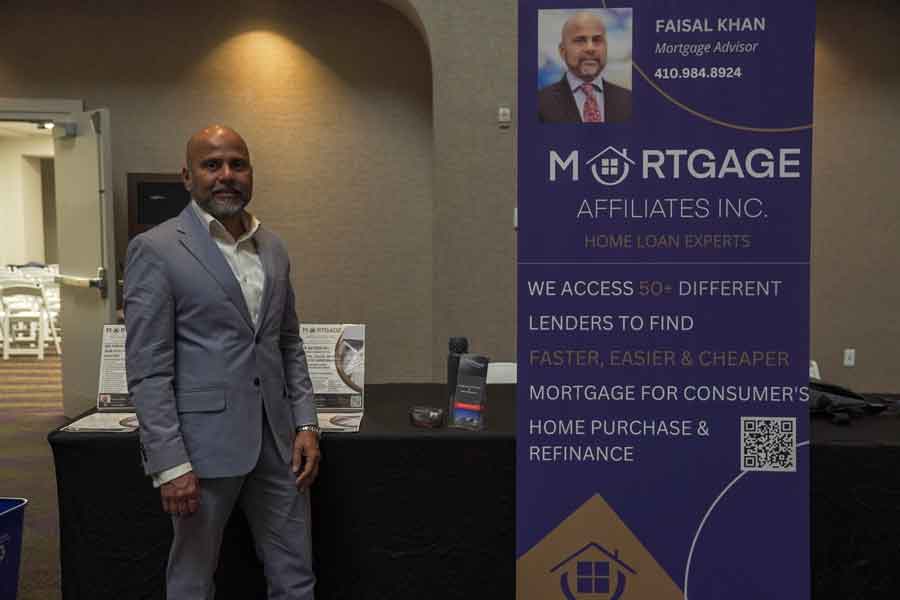 FAISAL KHAN
Mortgage Advisor
410.984.8924
MORTGAGE
AFFILIATES INC.
HOME LOAN EXPERTS
WE ACCESS 50+ DIFFERENT
LENDERS TO FIND
FASTER, EASIER & CHEAPER
MORTGAGE FOR CONSUMER'S
HOME PURCHASE &
REFINANCE
MORTGAGE